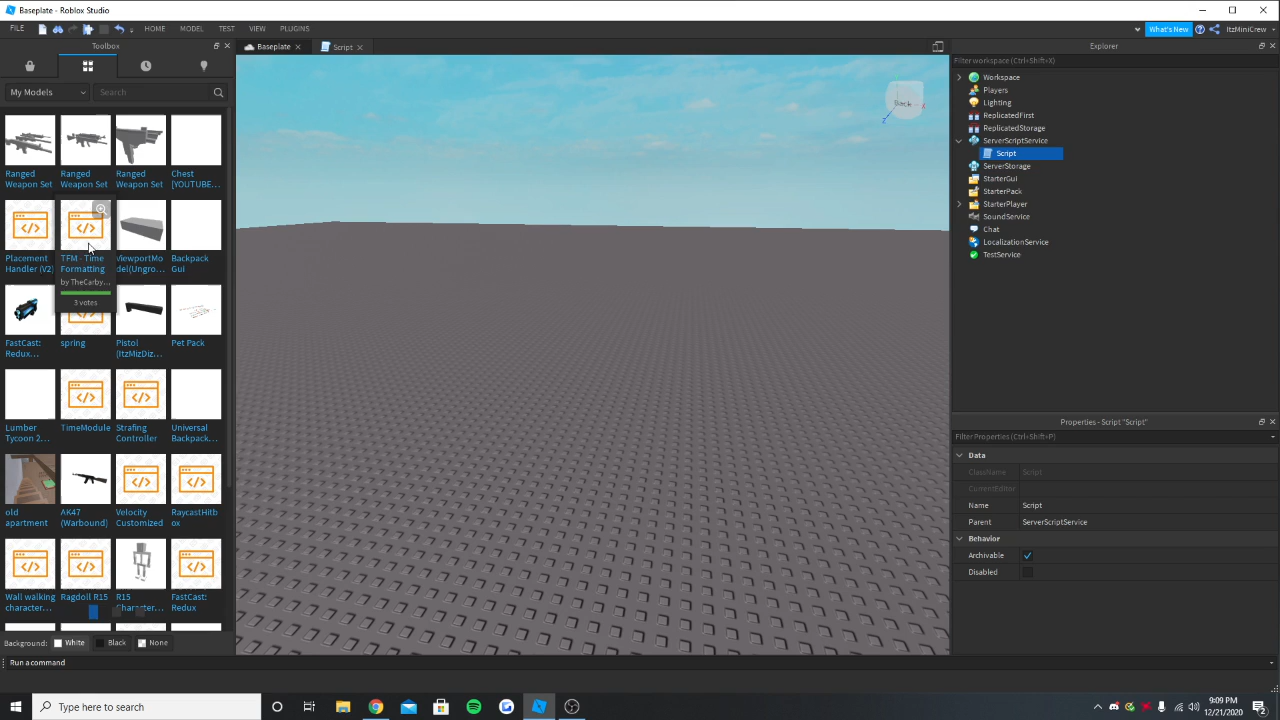 Baseplate - Roblox Studio
FILE HOME MODEL TEST VIEW PLUGINS What's New ItzMiniCrew
Toolbox
Baseplate Script
Explorer
My Models Search
Filter workspace (Ctrl+Shift+X)
Workspace
Players
Lighting
ReplicatedFirst
ReplicatedStorage
ServerScriptService
Script
ServerStorage
StarterGui
StarterPack
StarterPlayer
SoundService
Chat
LocalizationService
TestService
Back
X
Z
Ranged Weapon Set
Ranged Weapon Set
Ranged Weapon Set
Chest [YOUTUBE...
Placement Handler (V2)
TFM - Time Formatting
by TheCarby...
3 votes
ViewportMo del(Ungro...
Backpack Gui
FastCast: Redux...
spring
Pistol (ItzMizDiz...
Pet Pack
Lumber Tycoon 2...
TimeModule
Strafing Controller
Universal Backpack...
old apartment
AK47 (Warbound)
Velocity Customized
RaycastHitb ox
Wall walking character...
Ragdoll R15
R15 Character...
FastCast: Redux
Background: White Black None
Properties - Script "Script"
Filter Properties (Ctrl+Shift+P)
Data
ClassName Script
CurrentEditor
Name Script
Parent ServerScriptService
Behavior
Archivable
Disabled
Run a command
Type here to search
9:09 PM
12/21/2020
2